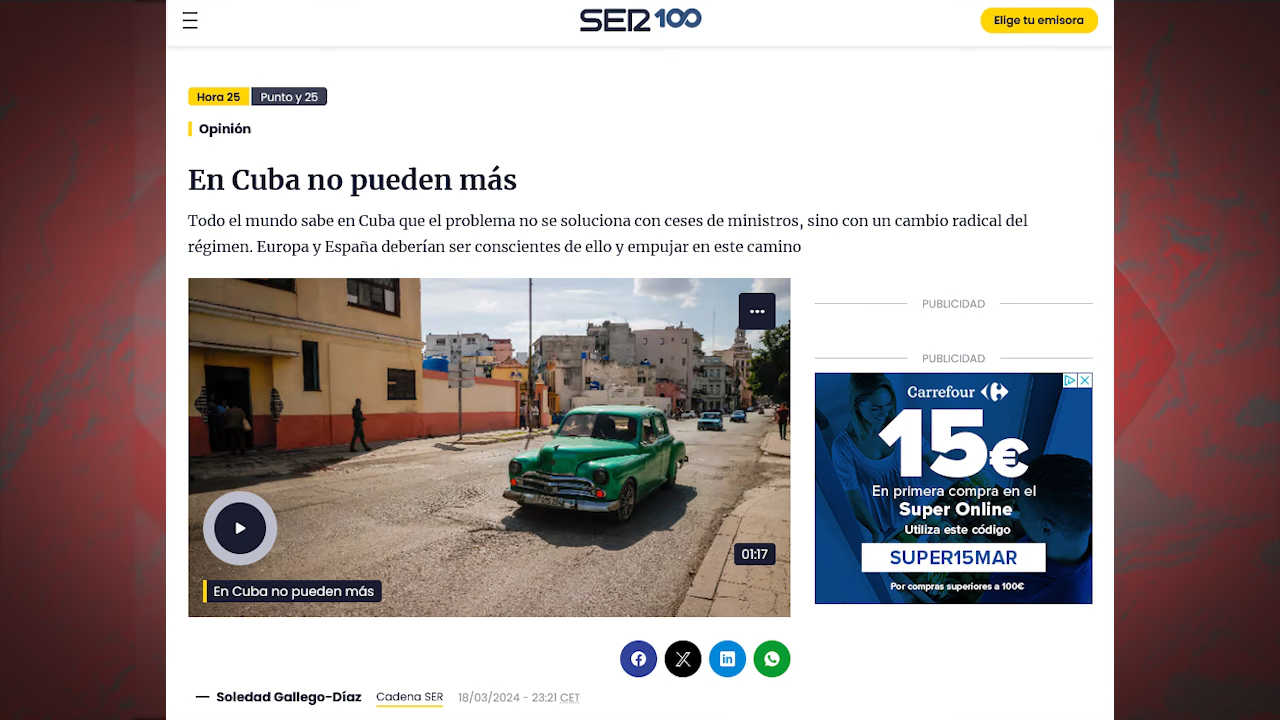 SER 100
Elige tu emisora
Hora 25 Punto y 25
Opinión
En Cuba no pueden más
Todo el mundo sabe en Cuba que el problema no se soluciona con ceses de ministros, sino con un cambio radical del
régimen. Europa y España deberían ser conscientes de ello y empujar en este camino
01:17
En Cuba no pueden más
PUBLICIDAD
PUBLICIDAD
Carrefour
15€
En primera compra en el
Super Online
Utiliza este código
SUPER15MAR
Por compras superiores a 100€
Soledad Gallego-Díaz Cadena SER 18/03/2024 - 23:21 CET